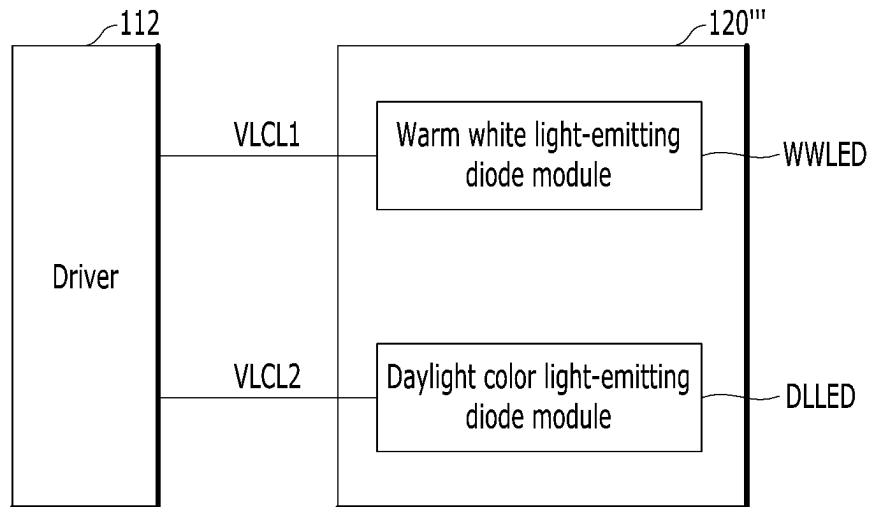 112
120'''
VLCL1
Warm white light-emitting
diode module
WWLED
Driver
VLCL2
Daylight color light-emitting
diode module
DLLED